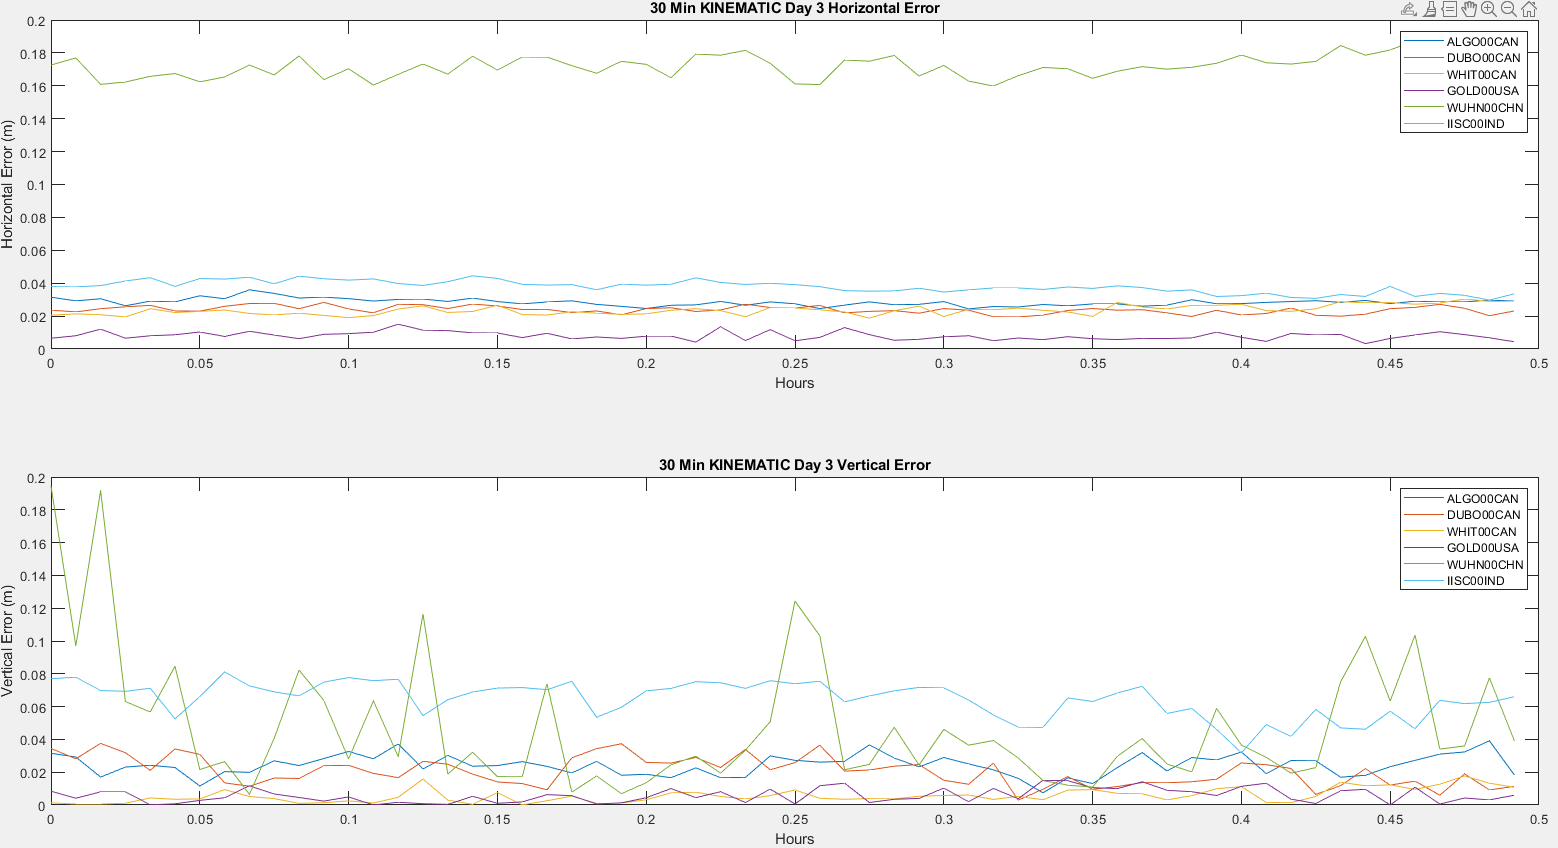 30 Min KINEMATIC Day 3 Horizontal Error
Horizontal Error (m)
0.2
0.18
0.16
0.14
0.12
0.1
0.08
0.06
0.04
0.02
0
0 0.05 0.1 0.15 0.2 0.25 0.3 0.35 0.4 0.45 0.5
Hours
ALGO00CAN
DUBO00CAN
WHIT00CAN
GOLD00USA
WUHN00CHN
IISC00IND
30 Min KINEMATIC Day 3 Vertical Error
Vertical Error (m)
0.2
0.18
0.16
0.14
0.12
0.1
0.08
0.06
0.04
0.02
0
0 0.05 0.1 0.15 0.2 0.25 0.3 0.35 0.4 0.45 0.5
Hours
ALGO00CAN
DUBO00CAN
WHIT00CAN
GOLD00USA
WUHN00CHN
IISC00IND